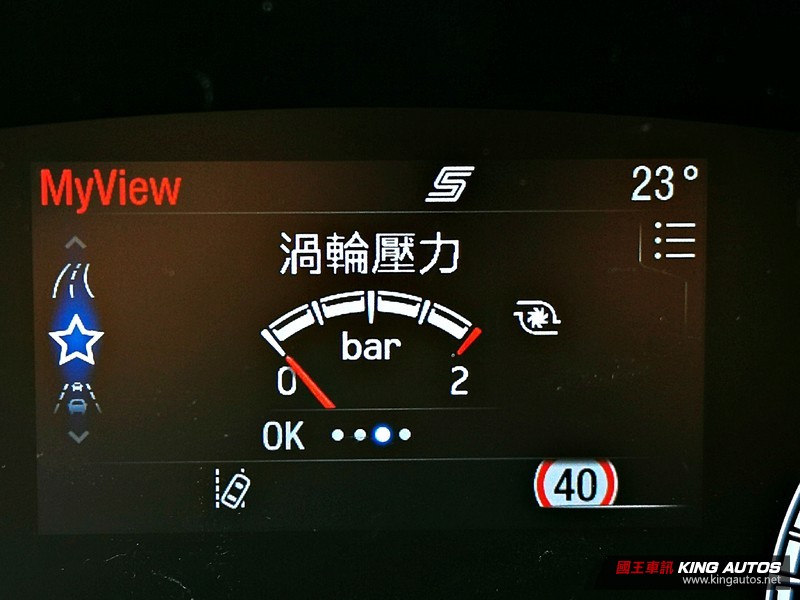 MyView
S
23°
渦輪壓力
bar
0
2
OK
40
國王車訊 KING AUTOS
www.kingautos.net